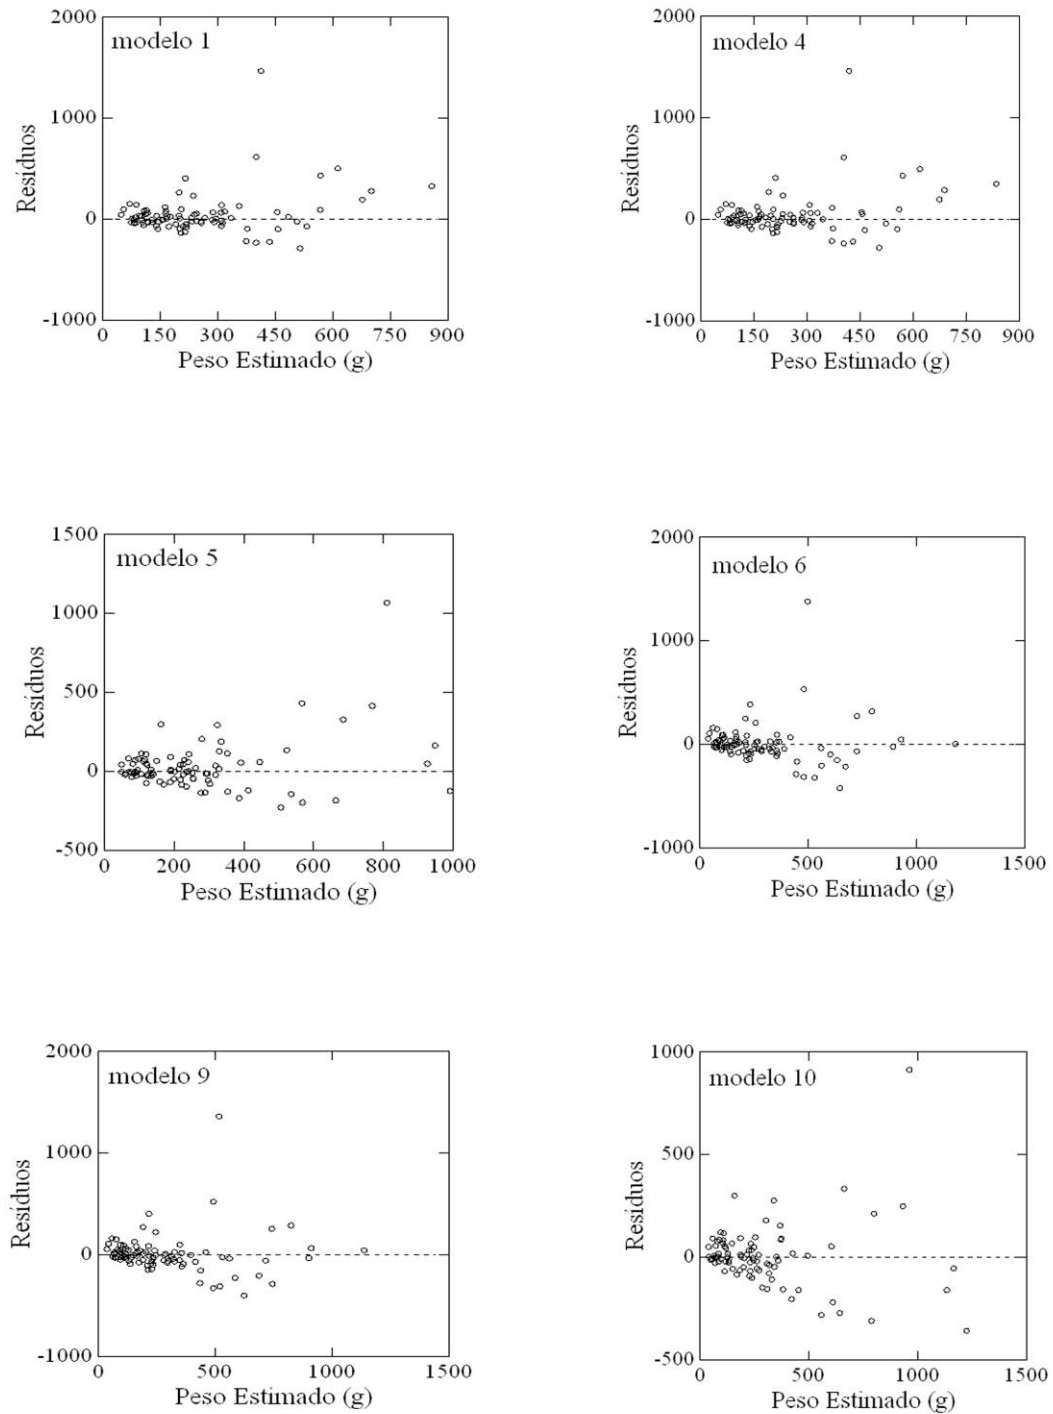 modelo 1
Resíduos
2000
1000
0
-1000
0 150 300 450 600 750 900
Peso Estimado (g)
modelo 4
Resíduos
2000
1000
0
-1000
0 150 300 450 600 750 900
Peso Estimado (g)
modelo 5
Resíduos
1500
1000
500
0
-500
0 200 400 600 800 1000
Peso Estimado (g)
modelo 6
Resíduos
2000
1000
0
-1000
0 500 1000 1500
Peso Estimado (g)
modelo 9
Resíduos
2000
1000
0
-1000
0 500 1000 1500
Peso Estimado (g)
modelo 10
Resíduos
1000
500
0
-500
0 500 1000 1500
Peso Estimado (g)